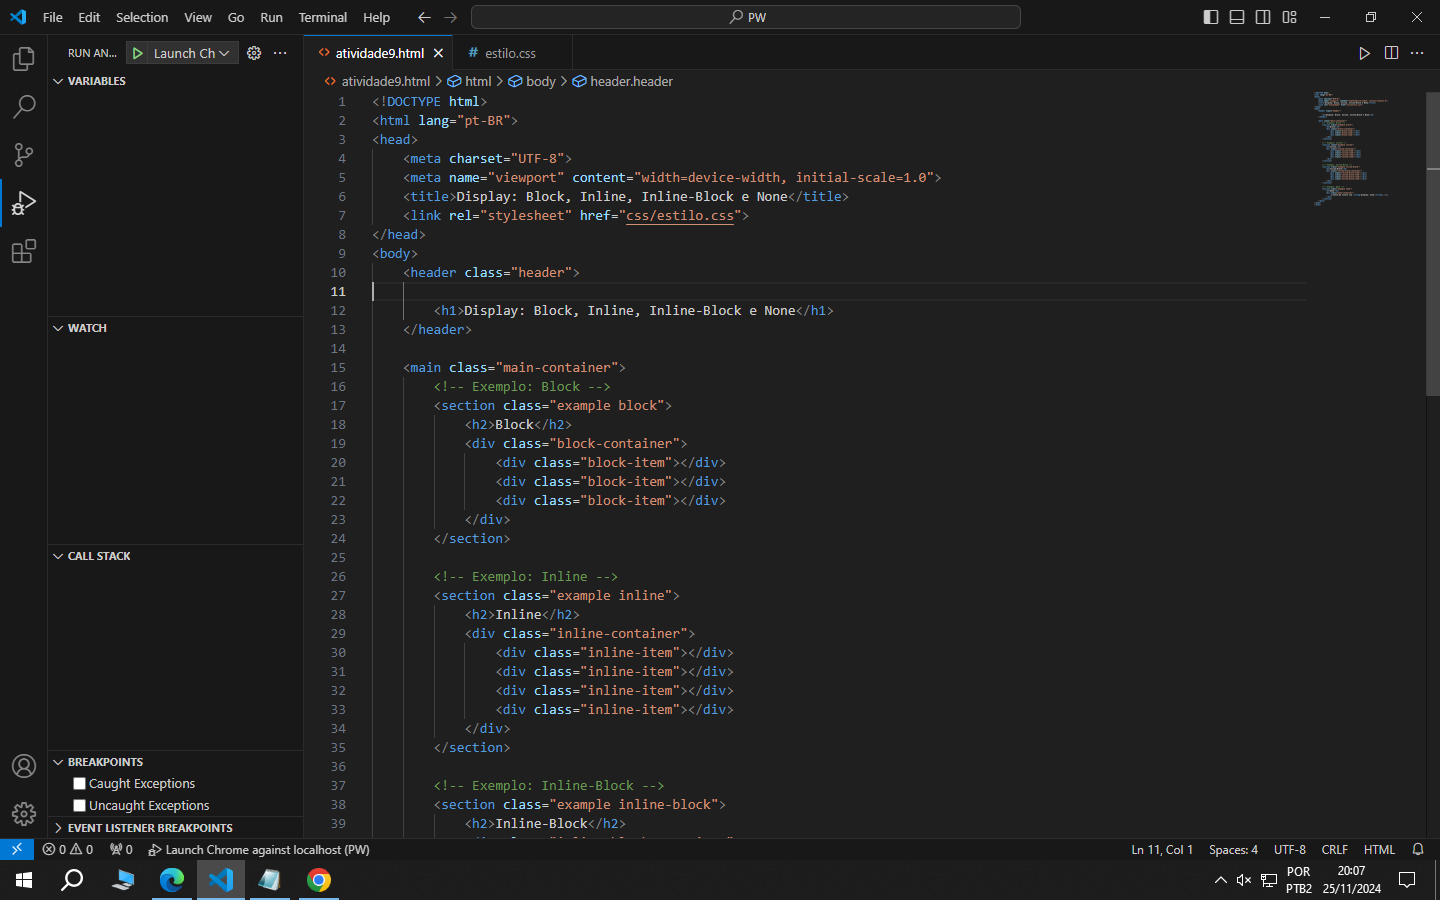 File Edit Selection View Go Run Terminal Help
PW
RUN AN... Launch Ch
atividade9.html
# estilo.css
atividade9.html > html > body > header.header
VARIABLES
WATCH
CALL STACK
BREAKPOINTS
Caught Exceptions
Uncaught Exceptions
EVENT LISTENER BREAKPOINTS
1 <!DOCTYPE html>
2 <html lang="pt-BR">
3 <head>
4 <meta charset="UTF-8">
5 <meta name="viewport" content="width=device-width, initial-scale=1.0">
6 <title>Display: Block, Inline, Inline-Block e None</title>
7 <link rel="stylesheet" href="css/estilo.css">
8 </head>
9 <body>
10 <header class="header">
11
12 <h1>Display: Block, Inline, Inline-Block e None</h1>
13 </header>
14
15 <main class="main-container">
16 <!-- Exemplo: Block -->
17 <section class="example block">
18 <h2>Block</h2>
19 <div class="block-container">
20 <div class="block-item"></div>
21 <div class="block-item"></div>
22 <div class="block-item"></div>
23 </div>
24 </section>
25
26 <!-- Exemplo: Inline -->
27 <section class="example inline">
28 <h2>Inline</h2>
29 <div class="inline-container">
30 <div class="inline-item"></div>
31 <div class="inline-item"></div>
32 <div class="inline-item"></div>
33 <div class="inline-item"></div>
34 </div>
35 </section>
36
37 <!-- Exemplo: Inline-Block -->
38 <section class="example inline-block">
39 <h2>Inline-Block</h2>
0 0 0 Launch Chrome against localhost (PW)
Ln 11, Col 1 Spaces: 4 UTF-8 CRLF HTML
POR
PTB2
20:07
25/11/2024